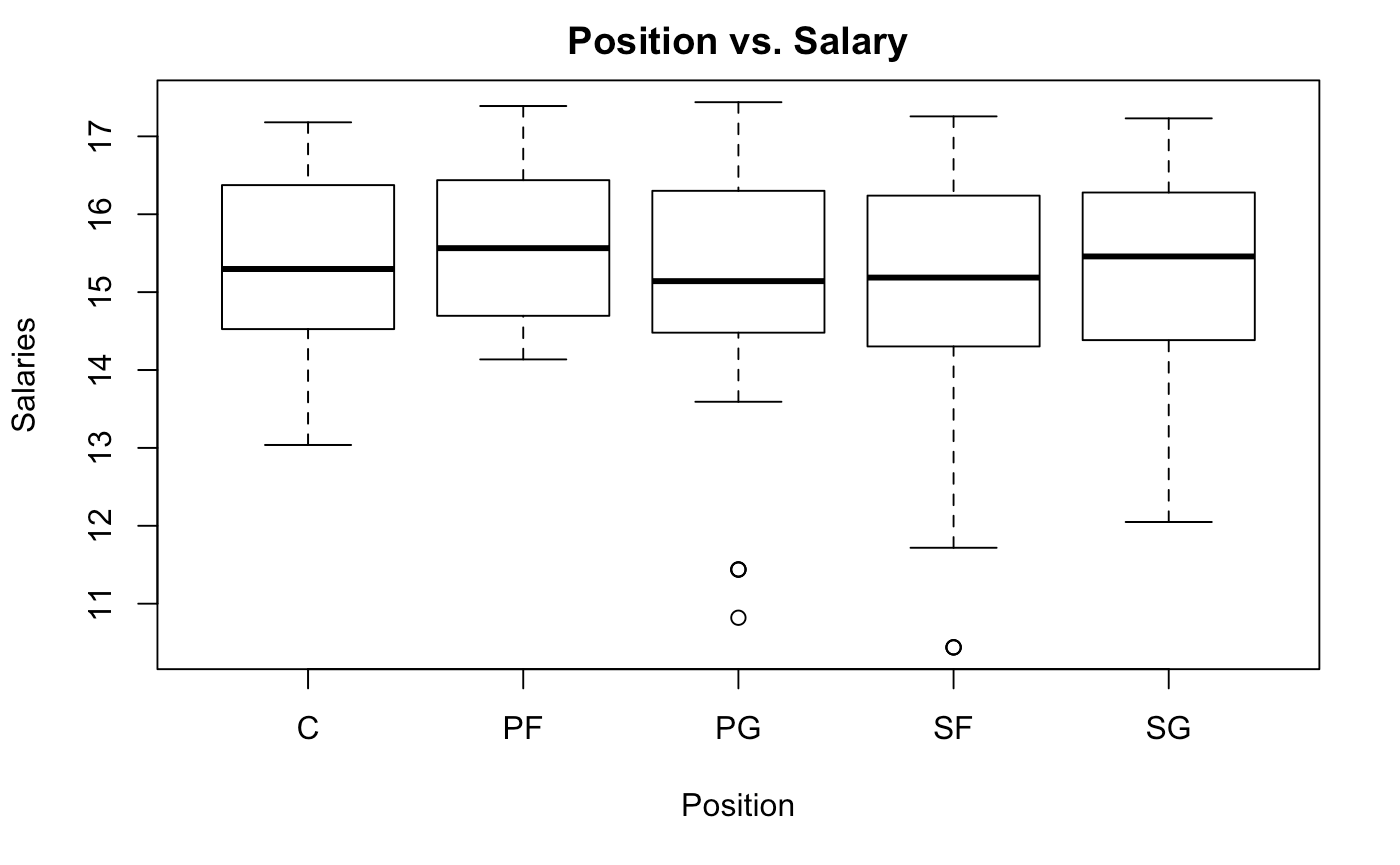 Position vs. Salary
Salaries
17
16
15
14
13
12
11
C PF PG SF SG
Position